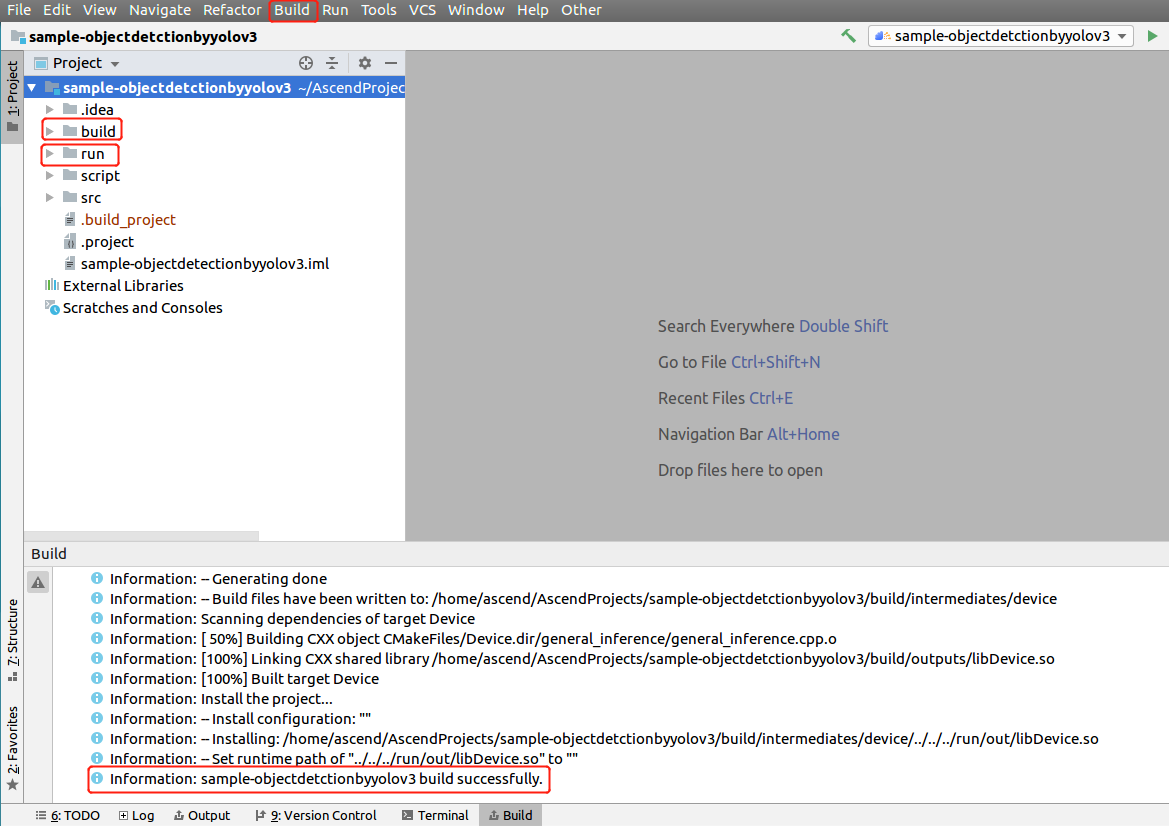 File Edit View Navigate Refactor Build Run Tools VCS Window Help Other
sample-objectdetctionbyyolov3 sample-objectdetctionbyyolov3
1: Project
Project
sample-objectdetctionbyyolov3 ~/AscendProjec
.idea
build
run
script
src
.build_project
.project
sample-objectdetectionbyyolov3.iml
External Libraries
Scratches and Consoles
Search Everywhere Double Shift
Go to File Ctrl+Shift+N
Recent Files Ctrl+E
Navigation Bar Alt+Home
Drop files here to open
Build
7: Structure
2: Favorites
Information: -- Generating done
Information: -- Build files have been written to: /home/ascend/AscendProjects/sample-objectdetctionbyyolov3/build/intermediates/device
Information: Scanning dependencies of target Device
Information: [ 50%] Building CXX object CMakeFiles/Device.dir/general_inference/general_inference.cpp.o
Information: [100%] Linking CXX shared library /home/ascend/AscendProjects/sample-objectdetctionbyyolov3/build/outputs/libDevice.so
Information: [100%] Built target Device
Information: Install the project...
Information: -- Install configuration: ""
Information: -- Installing: /home/ascend/AscendProjects/sample-objectdetctionbyyolov3/build/intermediates/device/../../../run/out/libDevice.so
Information: -- Set runtime path of "../../../run/out/libDevice.so" to ""
Information: sample-objectdetctionbyyolov3 build successfully.
6: TODO Log Output 9: Version Control Terminal Build